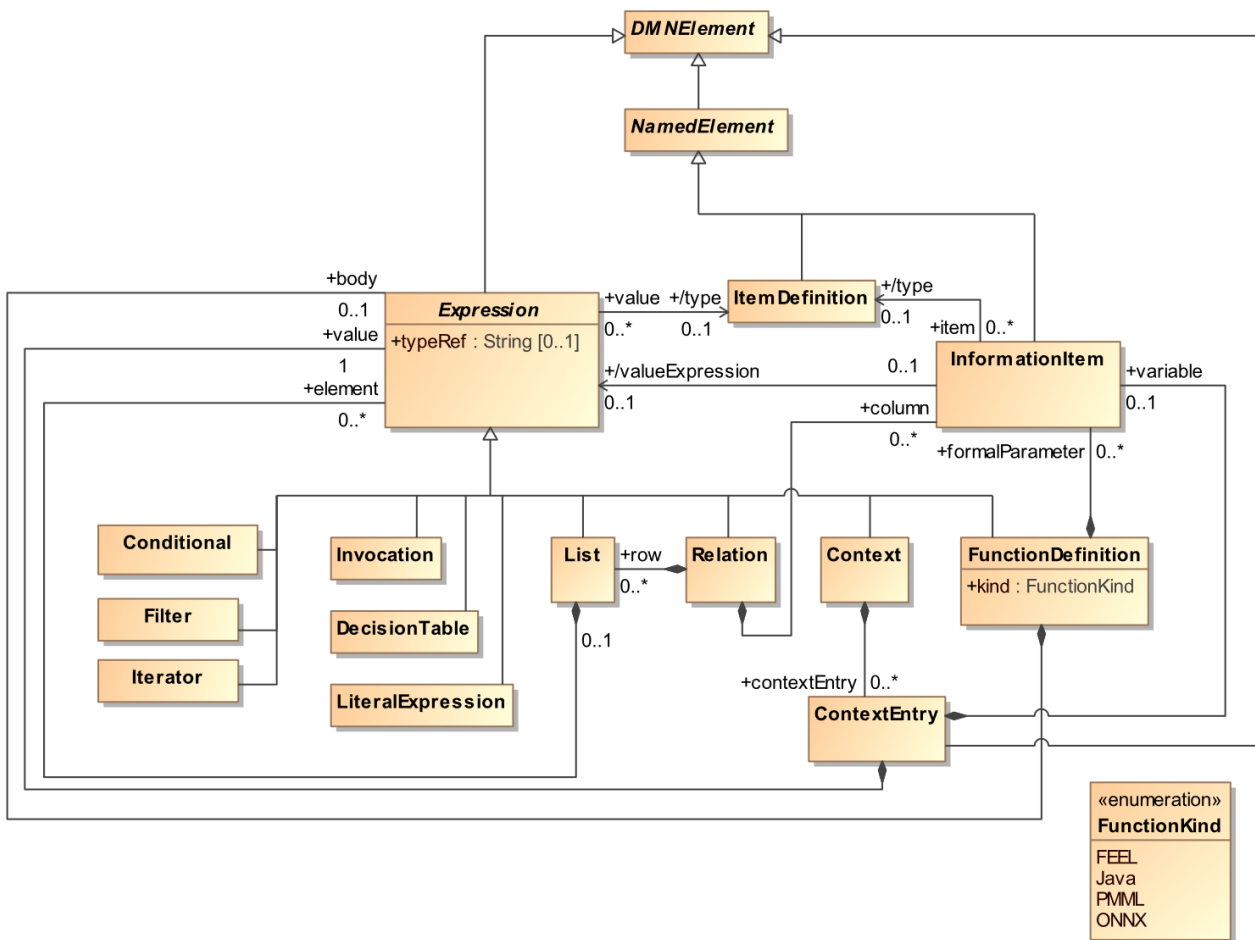 DMNElement
NamedElement
+body
0..1
+value
1
+element
0..*
Expression
+typeRef : String [0..1]
+value
0..*
+/type
0..1
ItemDefinition
+/type
0..1
+item
0..*
InformationItem
+/valueExpression
0..1
0..1
+variable
0..1
+column
0..*
+formalParameter
0..*
Conditional
Filter
Iterator
Invocation
DecisionTable
LiteralExpression
List
+row
0..*
0..1
Relation
Context
FunctionDefinition
+kind : FunctionKind
+contextEntry
0..*
ContextEntry
«enumeration»
FunctionKind
FEEL
Java
PMML
ONNX